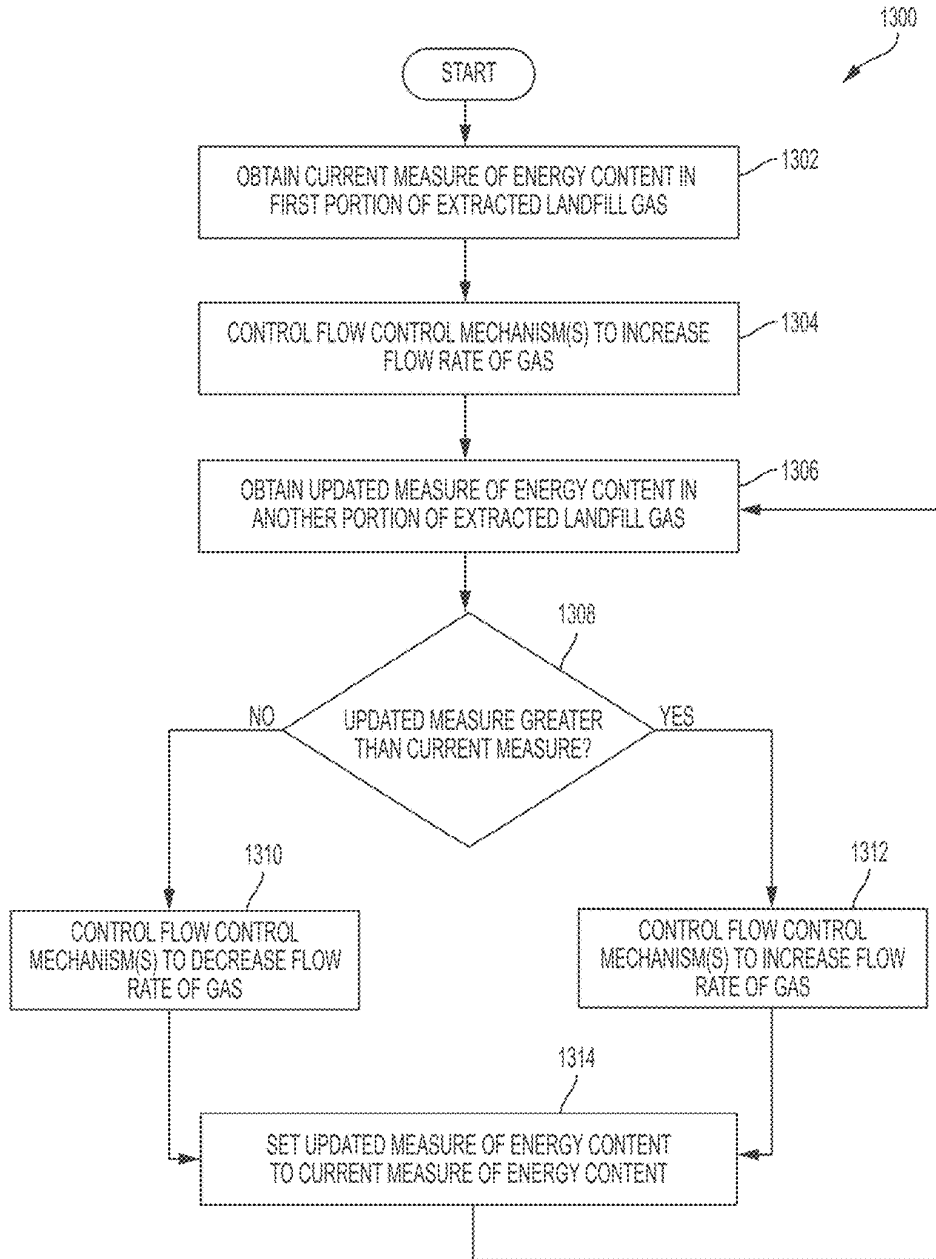 1300
START
1302
OBTAIN CURRENT MEASURE OF ENERGY CONTENT IN
FIRST PORTION OF EXTRACTED LANDFILL GAS
1304
CONTROL FLOW CONTROL MECHANISM(S) TO INCREASE
FLOW RATE OF GAS
1306
OBTAIN UPDATED MEASURE OF ENERGY CONTENT IN
ANOTHER PORTION OF EXTRACTED LANDFILL GAS
1308
NO
YES
UPDATED MEASURE GREATER
THAN CURRENT MEASURE?
1310
CONTROL FLOW CONTROL
MECHANISM(S) TO DECREASE FLOW
RATE OF GAS
1312
CONTROL FLOW CONTROL
MECHANISM(S) TO INCREASE FLOW
RATE OF GAS
1314
SET UPDATED MEASURE OF ENERGY CONTENT
TO CURRENT MEASURE OF ENERGY CONTENT